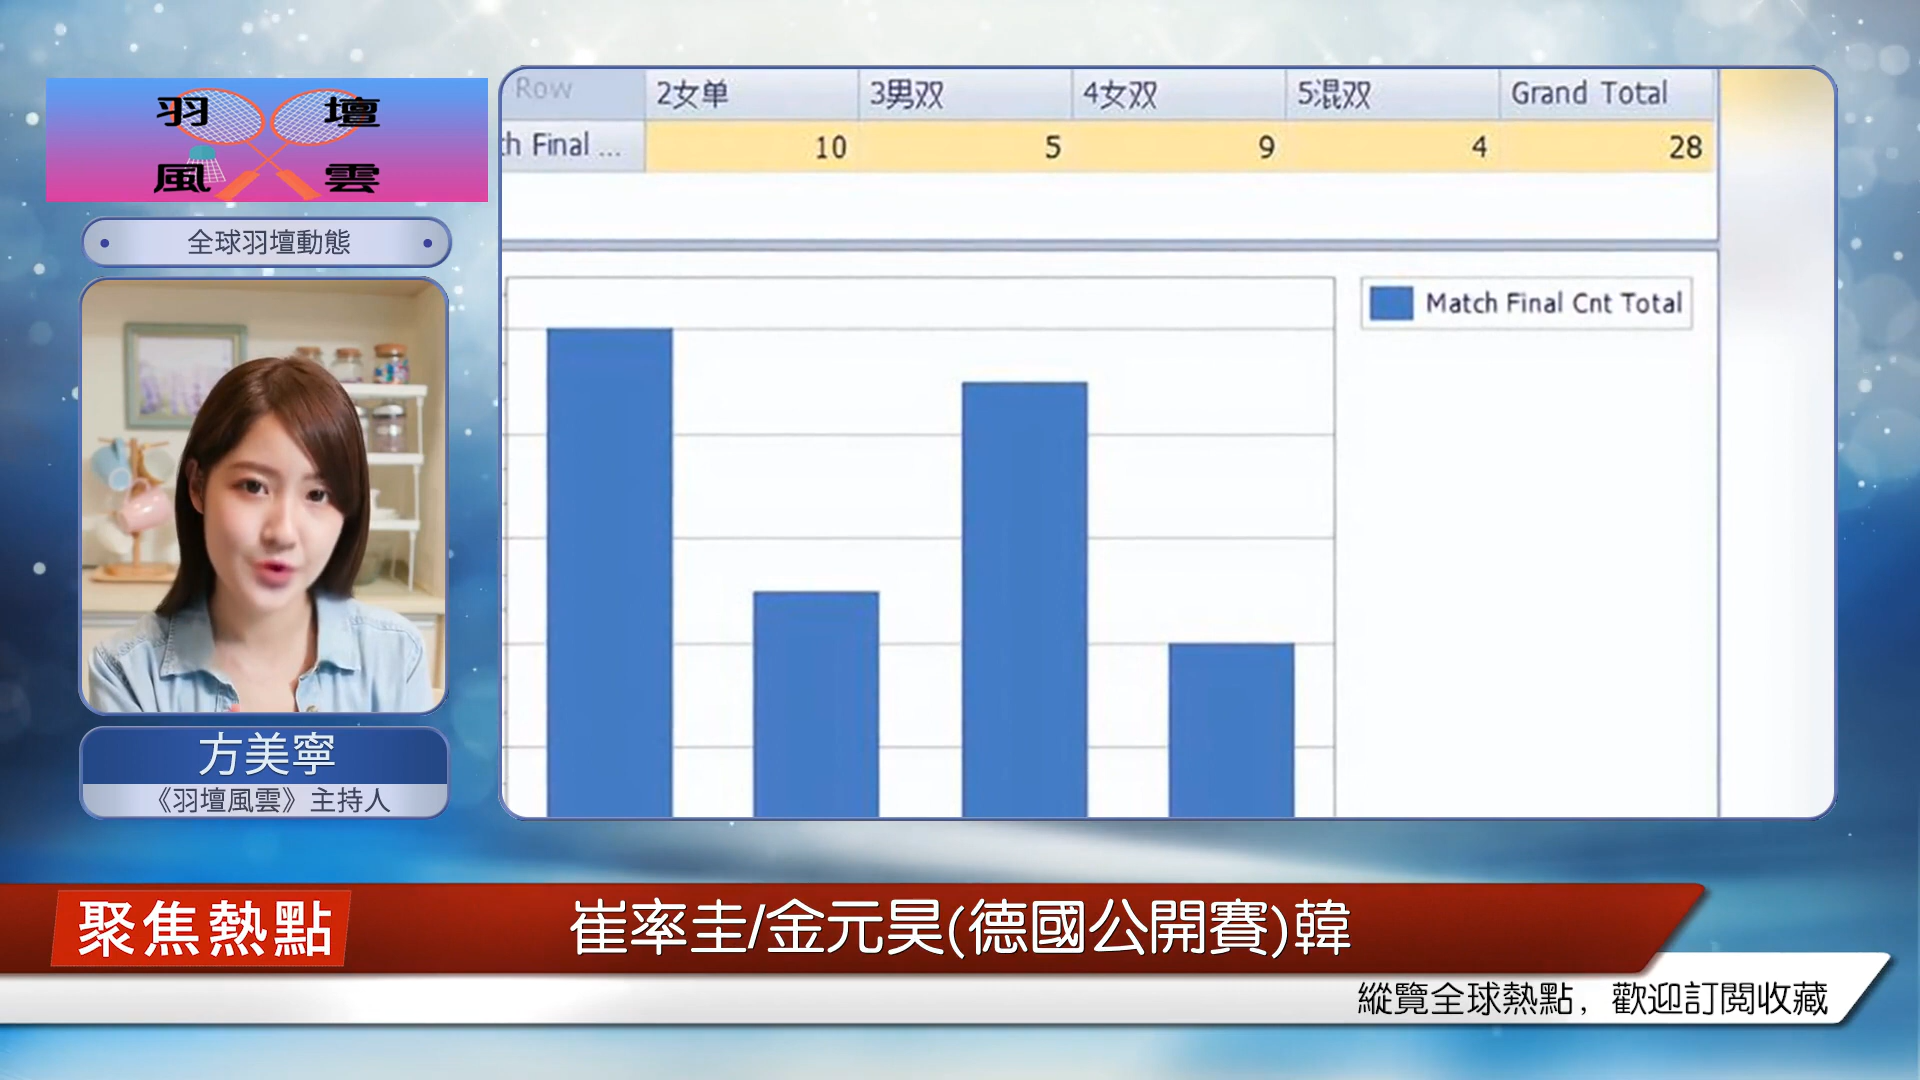 羽壇
風雲
全球羽壇動態
方美寧
《羽壇風雲》主持人
Row 2女单 3男双 4女双 5混双 Grand Total
th Final ... 10 5 9 4 28
Match Final Cnt Total
聚焦熱點
崔率圭/金元昊(德國公開賽)韓
縱覽全球熱點，歡迎訂閱收藏